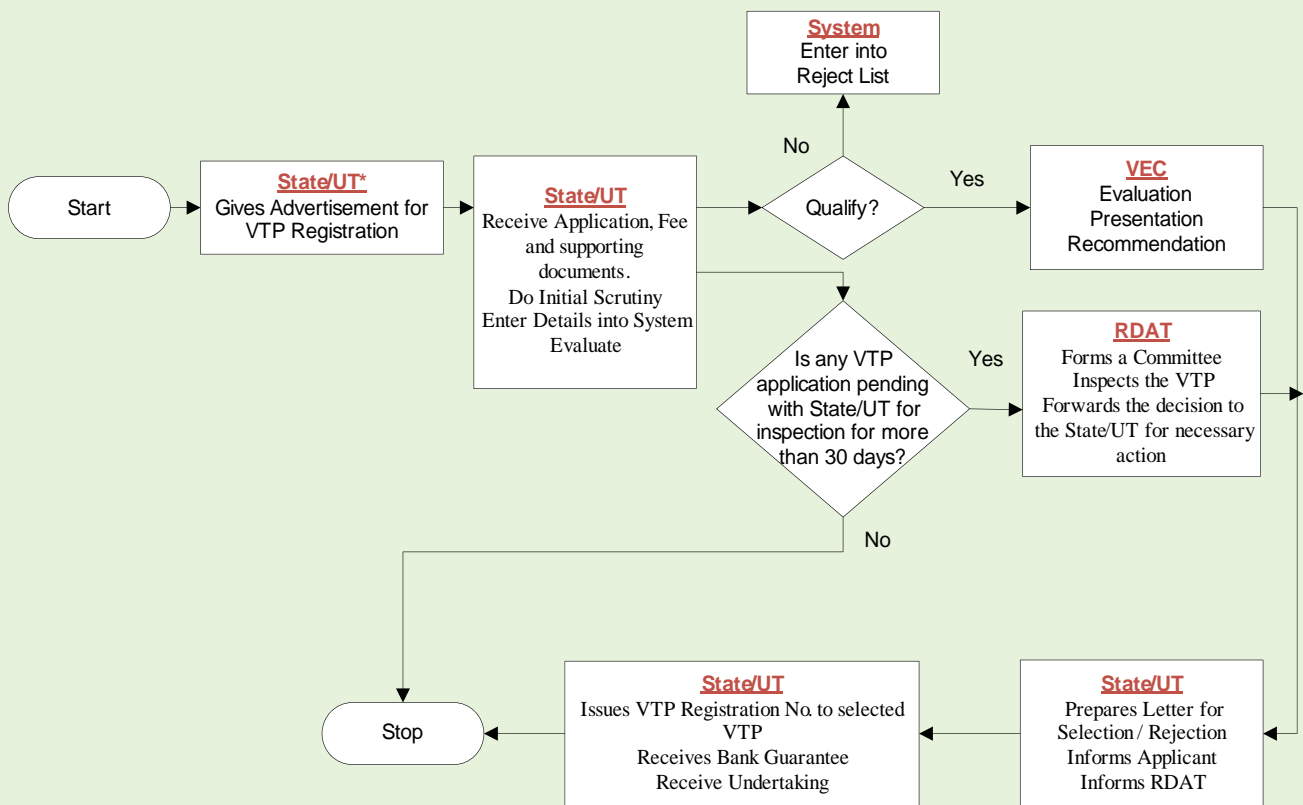 System
Enter into
Reject List
No
Start
State/UT*
Gives Advertisement for
VTP Registration
State/UT
Receive Application, Fee
and supporting
documents.
Do Initial Scrutiny
Enter Details into System
Evaluate
Qualify?
Yes
VEC
Evaluation
Presentation
Recommendation
Is any VTP
application pending
with State/UT for
inspection for more
than 30 days?
Yes
RDAT
Forms a Committee
Inspects the VTP
Forwards the decision to
the State/UT for necessary
action
No
Stop
State/UT
Issues VTP Registration No. to selected
VTP
Receives Bank Guarantee
Receive Undertaking
State/UT
Prepares Letter for
Selection / Rejection
Informs Applicant
Informs RDAT